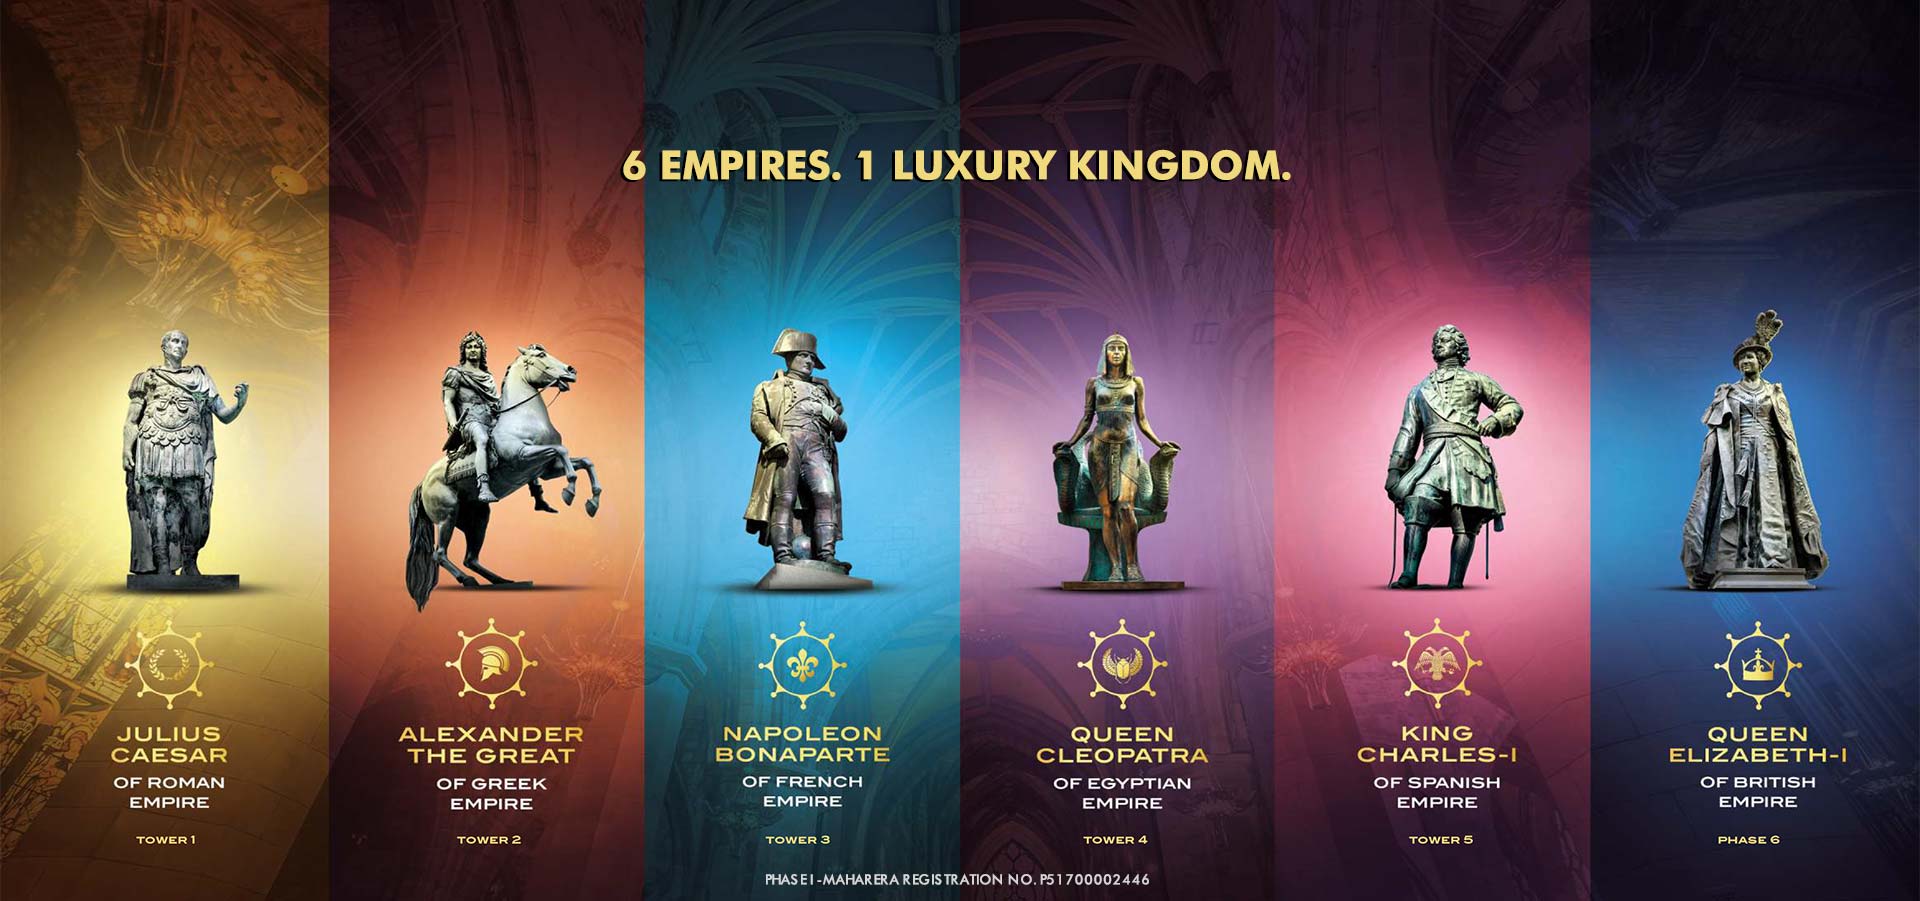 6 EMPIRES. 1 LUXURY KINGDOM.
JULIUS
CAESAR
OF ROMAN
EMPIRE
TOWER 1
ALEXANDER
THE GREAT
OF GREEK
EMPIRE
TOWER 2
NAPOLEON
BONAPARTE
OF FRENCH
EMPIRE
TOWER 3
QUEEN
CLEOPATRA
OF EGYPTIAN
EMPIRE
TOWER 4
KING
CHARLES-I
OF SPANISH
EMPIRE
TOWER 5
QUEEN
ELIZABETH-I
OF BRITISH
EMPIRE
PHASE 6
PHASE I - MAHARERA REGISTRATION NO. P51700002446